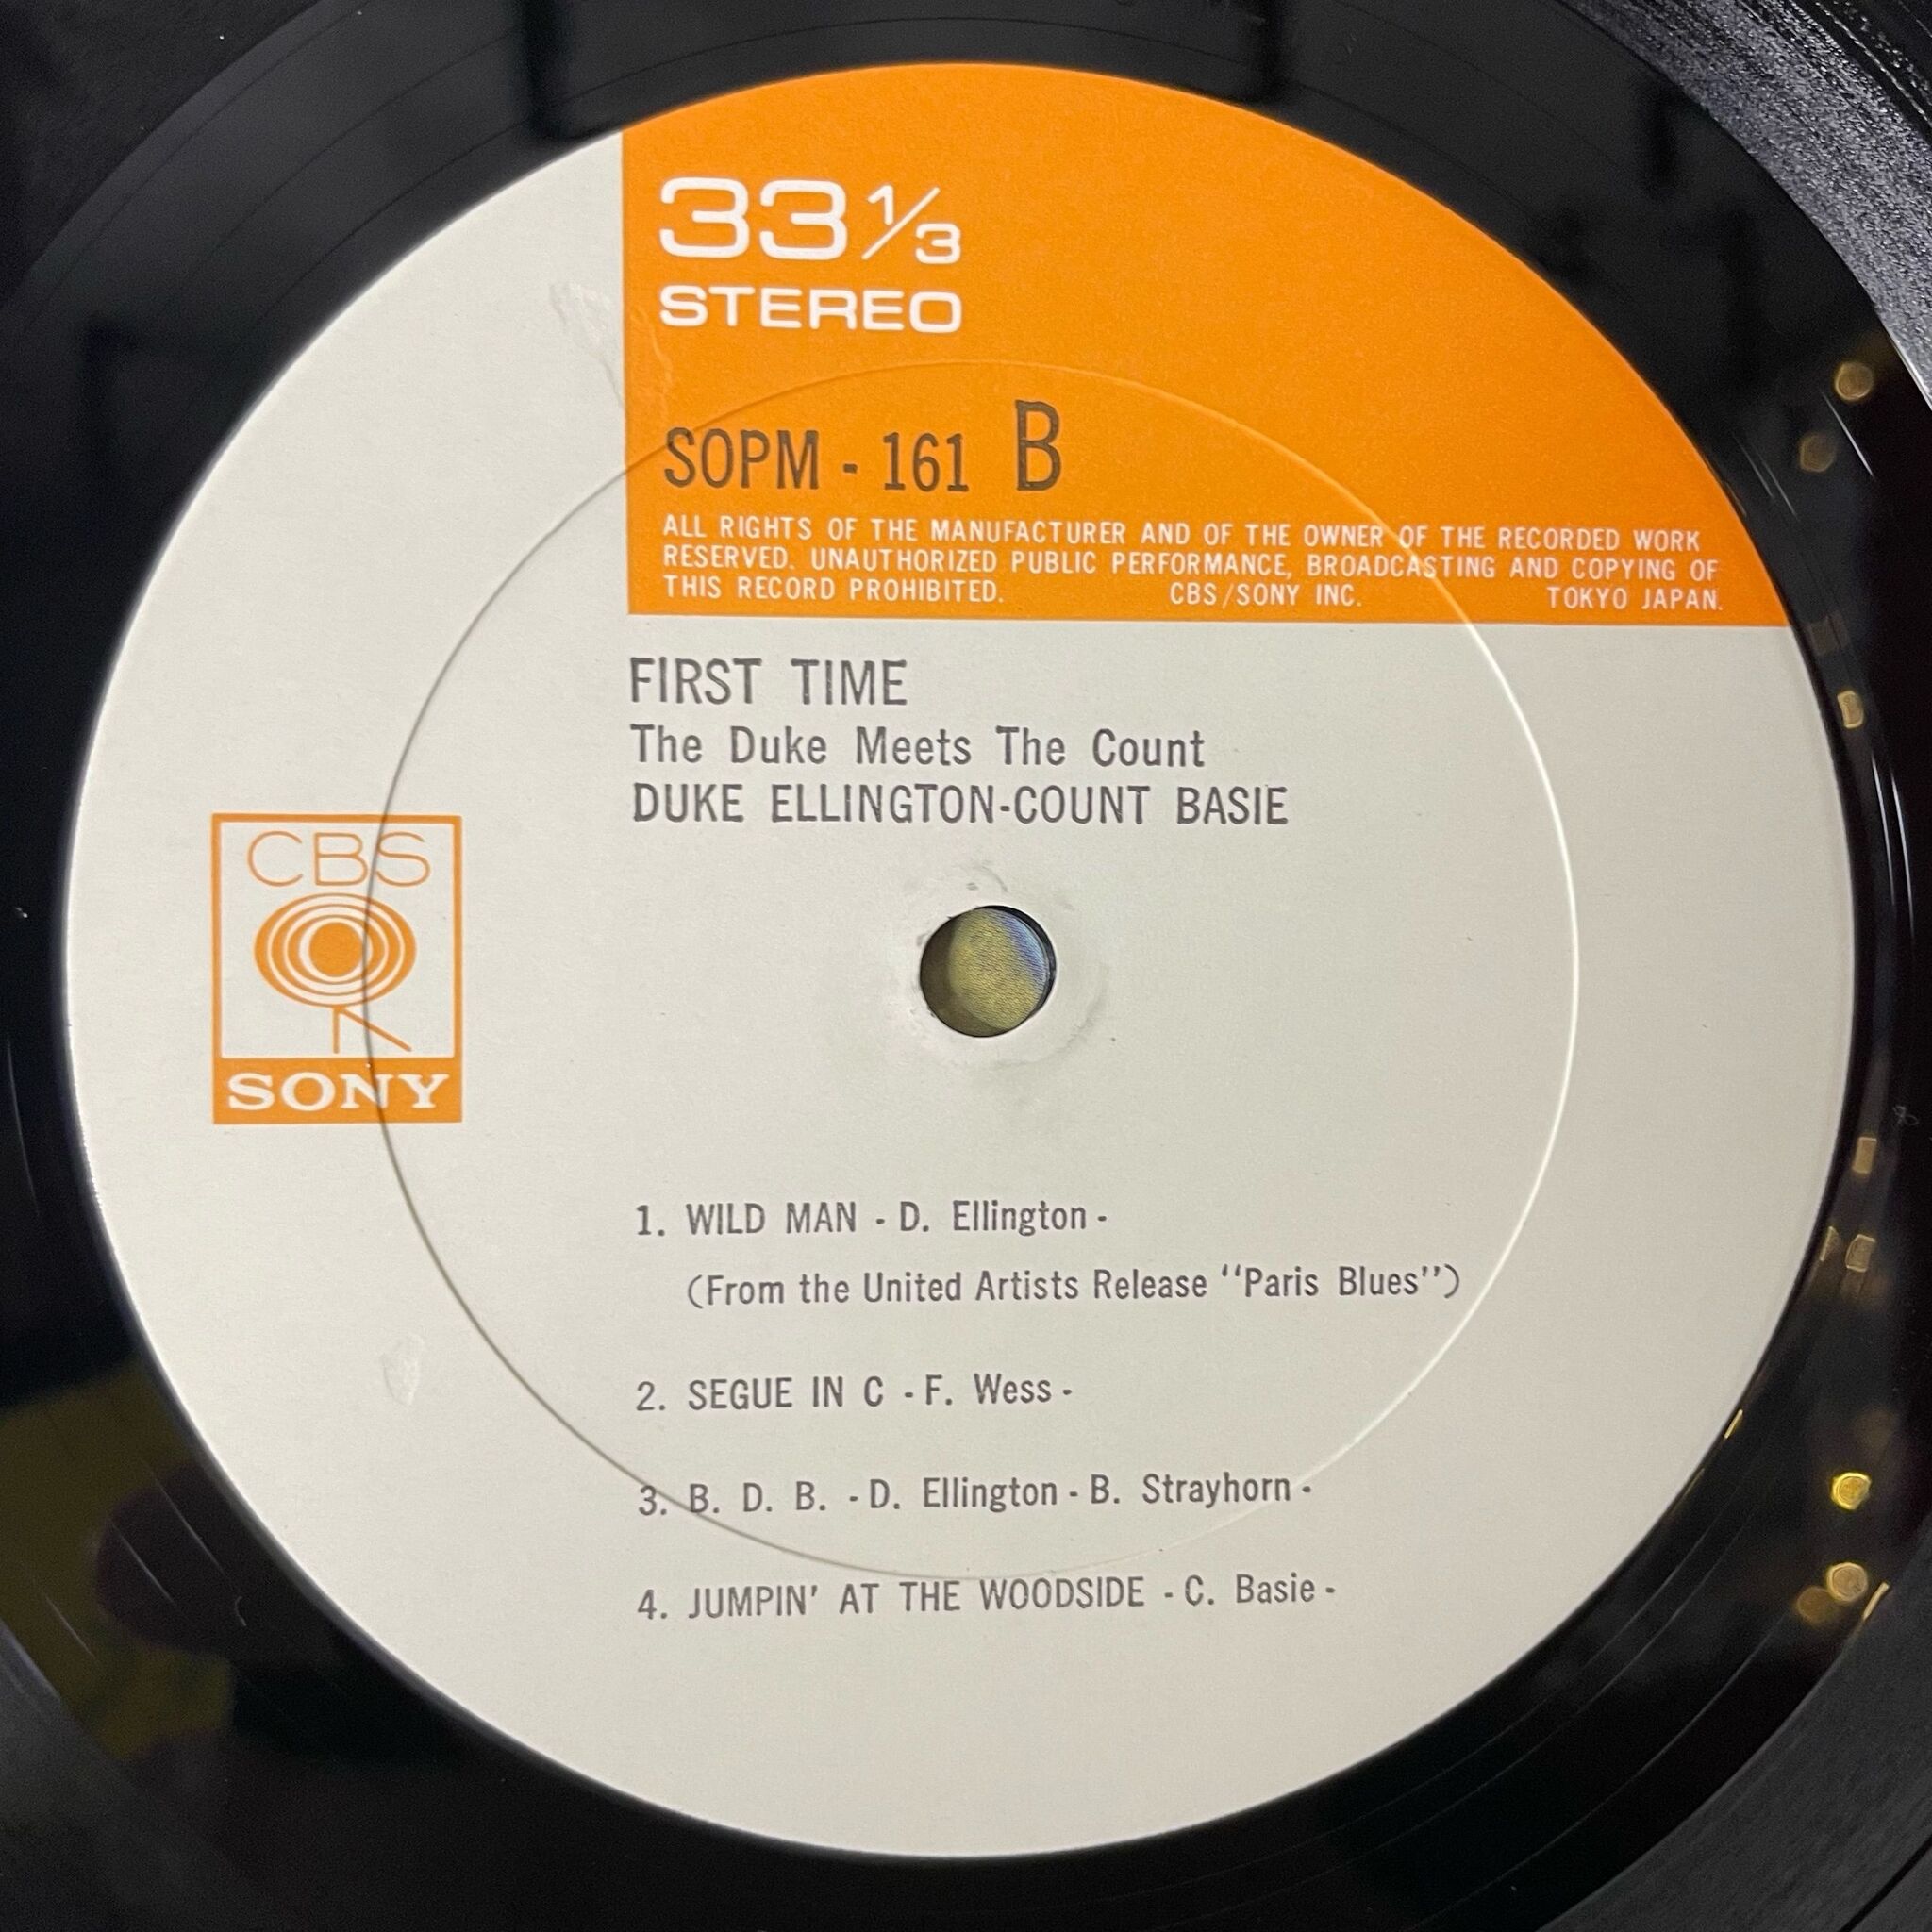 33 1/3
STEREO
SOPM - 161 B
ALL RIGHTS OF THE MANUFACTURER AND OF THE OWNER OF THE RECORDED WORK
RESERVED. UNAUTHORIZED PUBLIC PERFORMANCE, BROADCASTING AND COPYING OF
THIS RECORD PROHIBITED. CBS/SONY INC. TOKYO JAPAN.
FIRST TIME
The Duke Meets The Count
DUKE ELLINGTON-COUNT BASIE
CBS
SONY
1. WILD MAN - D. Ellington -
(From the United Artists Release "Paris Blues")
2. SEGUE IN C - F. Wess -
3. B. D. B. - D. Ellington - B. Strayhorn -
4. JUMPIN' AT THE WOODSIDE - C. Basie -